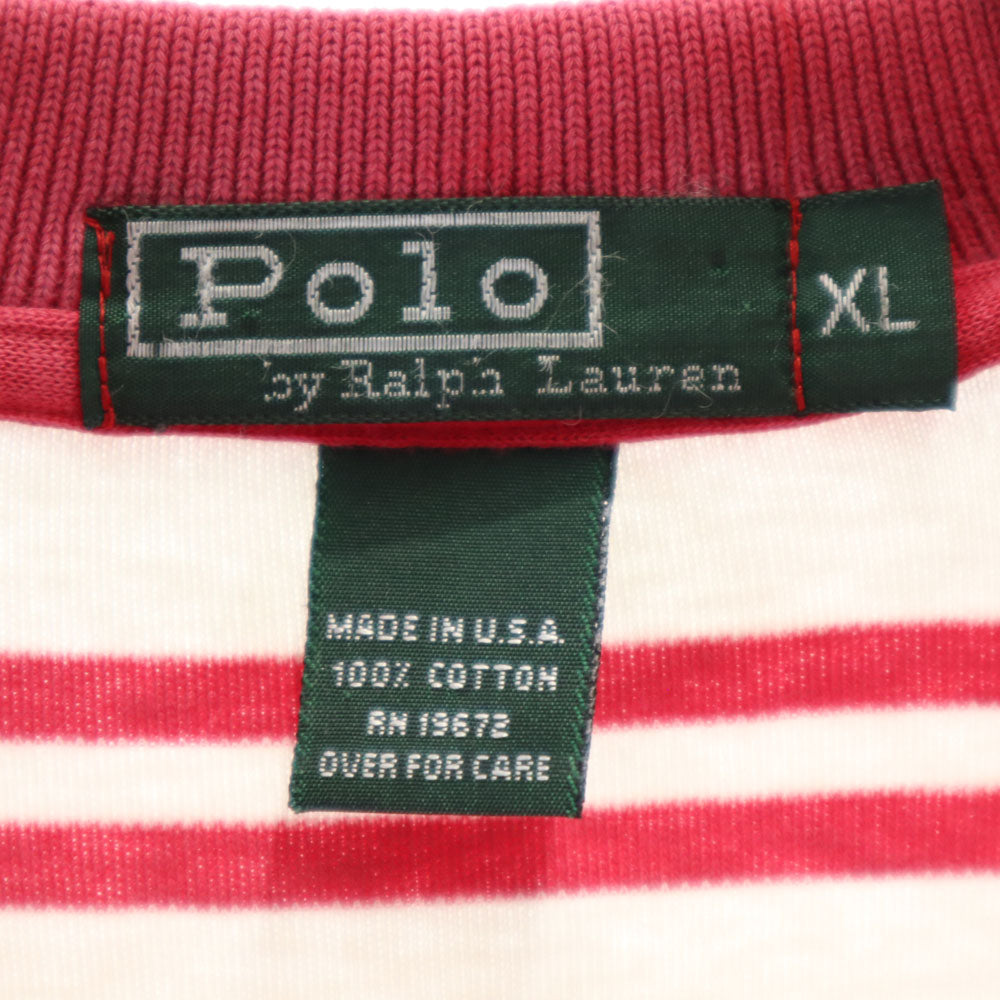 Polo
by Ralph Lauren
XL
MADE IN U.S.A.
100% COTTON
RN 19672
OVER FOR CARE